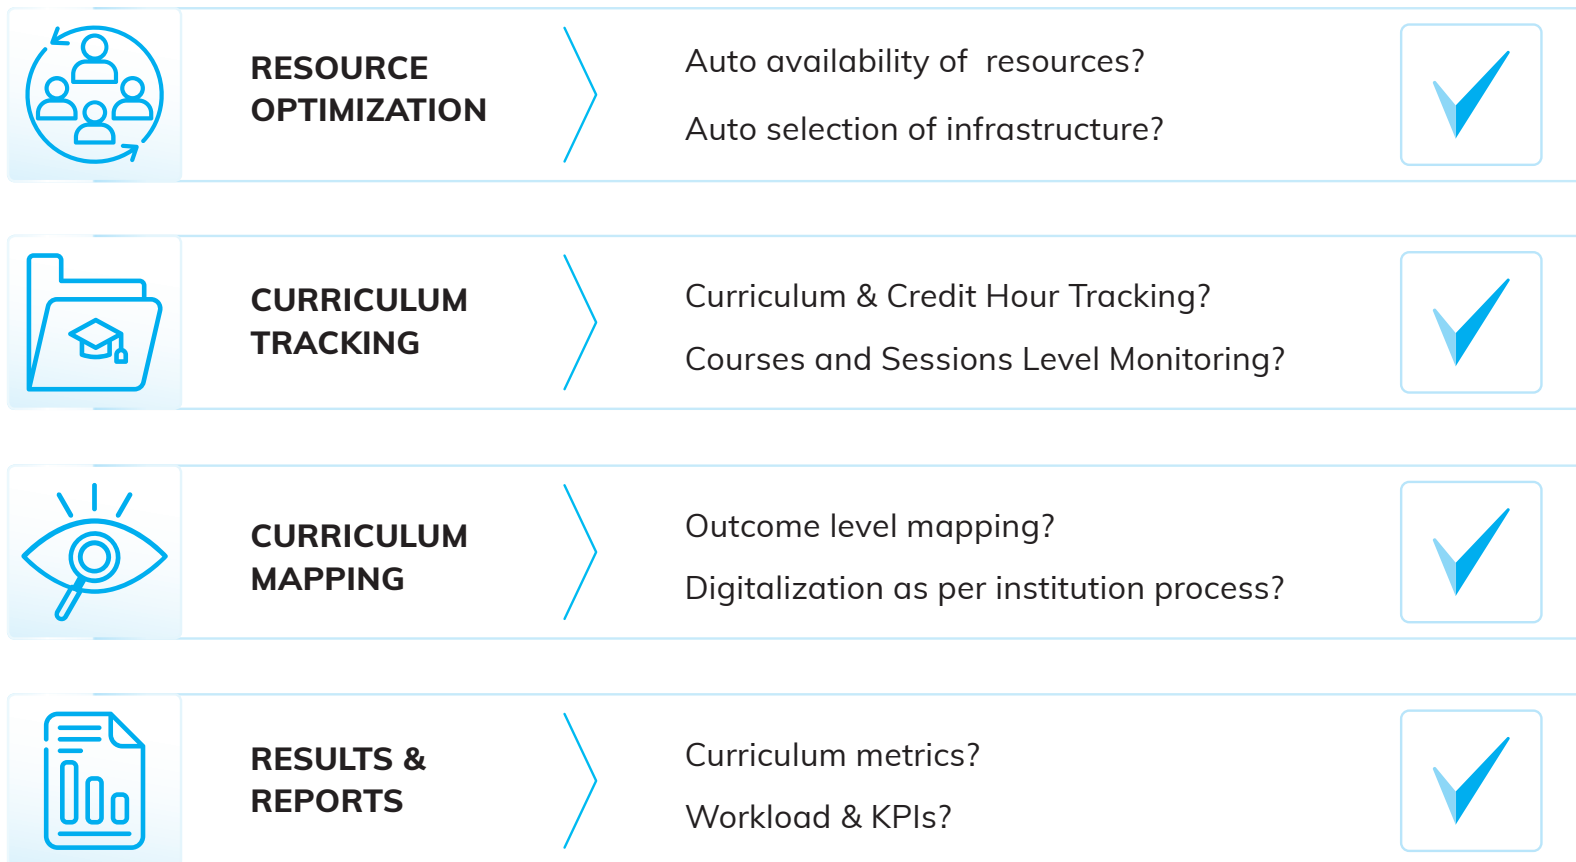 RESOURCE
OPTIMIZATION
Auto availability of  resources?
Auto selection of infrastructure?
CURRICULUM
TRACKING
Curriculum & Credit Hour Tracking?
Courses and Sessions Level Monitoring?
CURRICULUM
MAPPING
Outcome level mapping?
Digitalization as per institution process?
RESULTS &
REPORTS
Curriculum metrics?
Workload & KPIs?